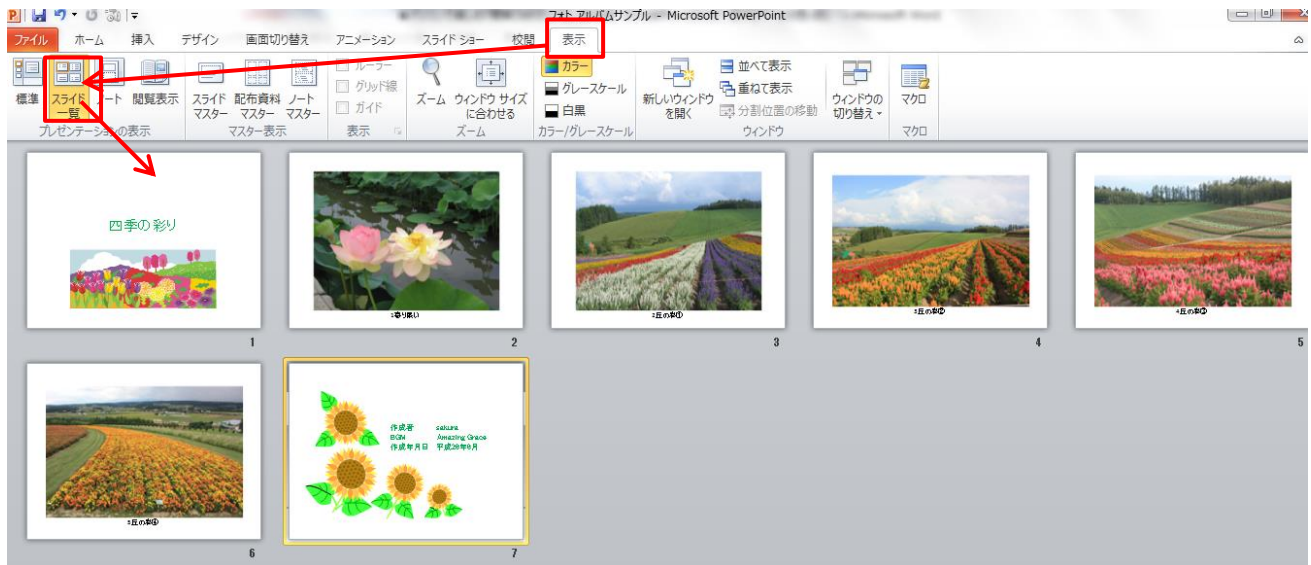 フォト アルバムサンプル - Microsoft PowerPoint
ファイル ホーム 挿入 デザイン 画面切り替え アニメーション スライド ショー 校閲 表示
標準
スライド
一覧
ノート
閲覧表示
プレゼンテーションの表示
スライド
マスター
配布資料
マスター
ノート
マスター
マスター表示
ルーラー
グリッド線
ガイド
表示
ズーム
ウィンドウ サイズ
に合わせる
ズーム
カラー
グレースケール
白黒
カラー/グレースケール
新しいウィンドウ
を開く
並べて表示
重ねて表示
分割位置の移動
ウィンドウの
切り替え
ウィンドウ
マクロ
マクロ
四季の彩り
1
2
3
4
5
作成者 sakura
BGM Amazing Grace
作成年月日
6
7